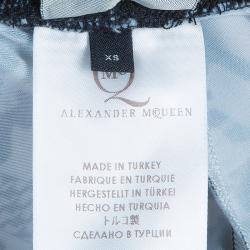 XS
McQ
ALEXANDER MCQUEEN
MADE IN TURKEY
FABRIQUE EN TURQUIE
HERGESTELLT IN TÜRKEI
HECHO EN TURQUIA
トルコ製
СДЕЛАНО В ТУРЦИИ